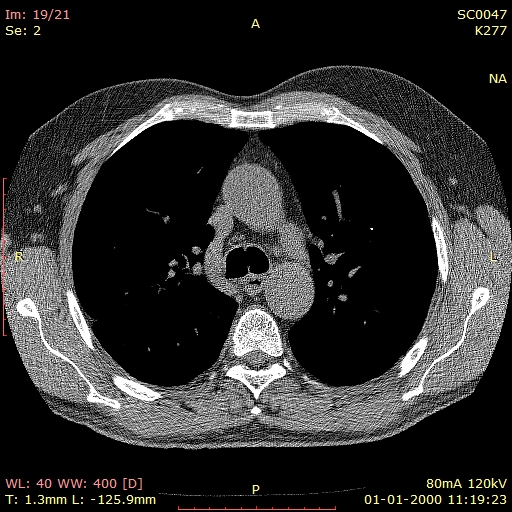 Im: 19/21
Se: 2
A
SC0047
K277
NA
R
L
WL: 40 WW: 400 [D]
T: 1.3mm L: -125.9mm
P
80mA 120kV
01-01-2000 11:19:23